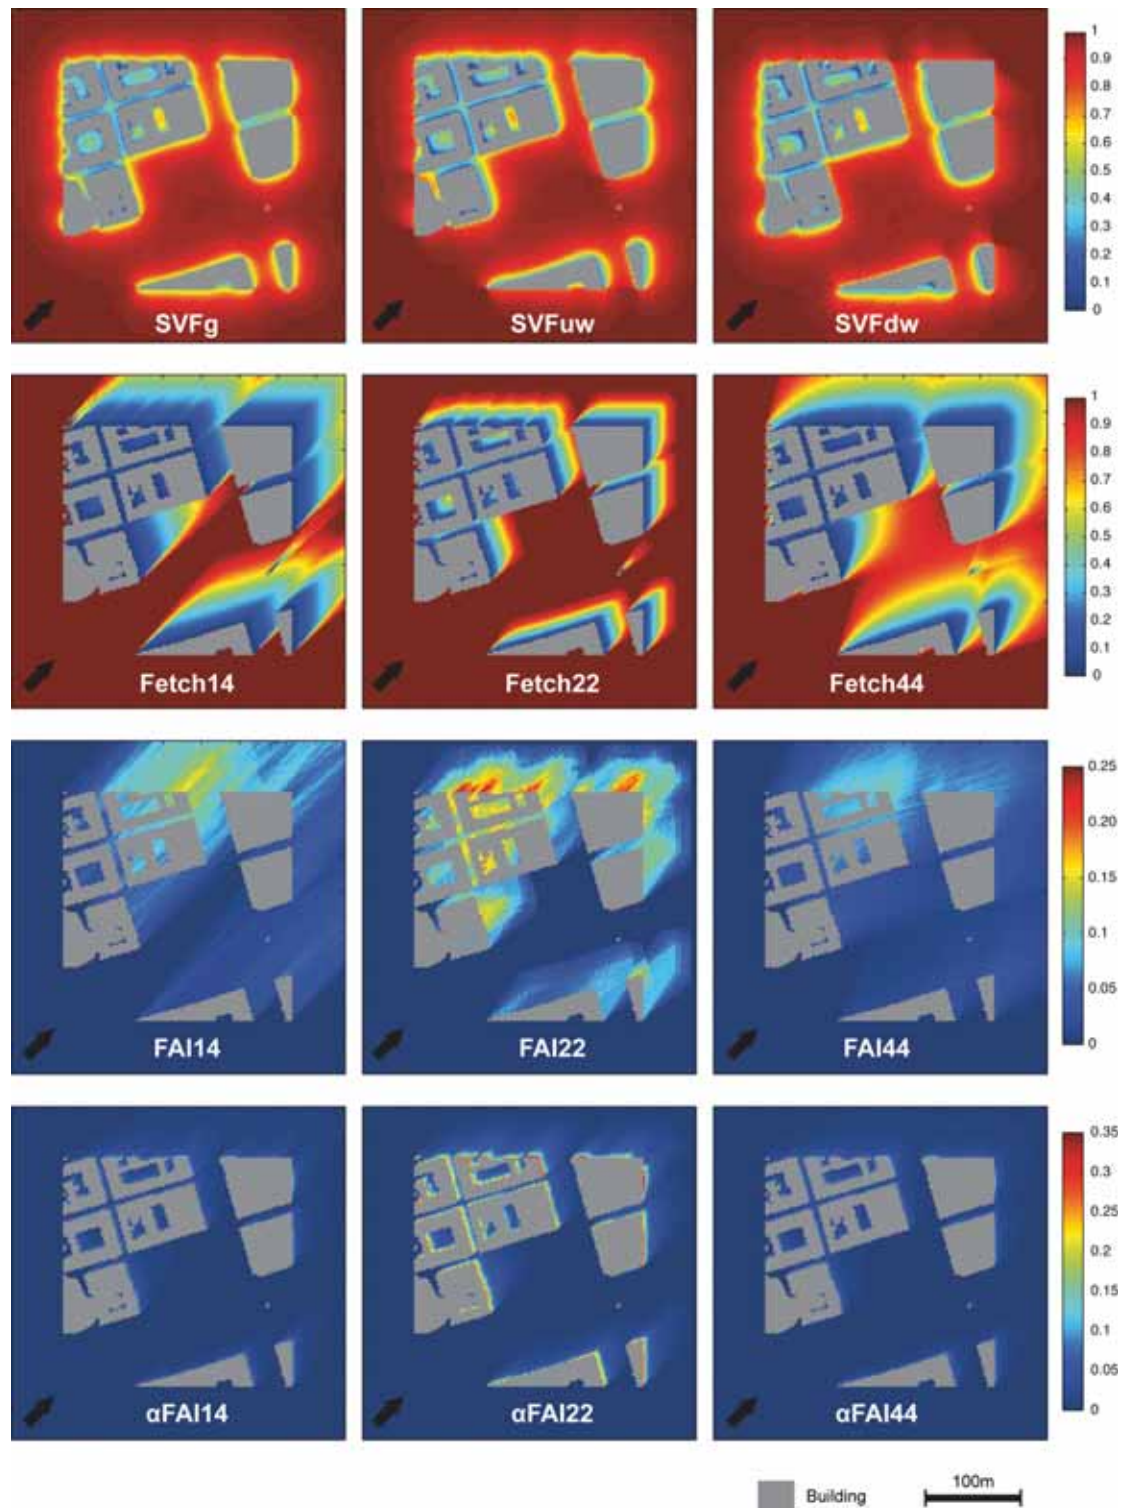 1
0.9
0.8
0.7
0.6
0.5
0.4
0.3
0.2
0.1
0
SVFg
SVFuw
SVFdw
1
0.9
0.8
0.7
0.6
0.5
0.4
0.3
0.2
0.1
0
Fetch14
Fetch22
Fetch44
0.25
0.20
0.15
0.1
0.05
0
FAI14
FAI22
FAI44
0.35
0.3
0.25
0.2
0.15
0.1
0.05
0
αFAI14
αFAI22
αFAI44
Building
100m